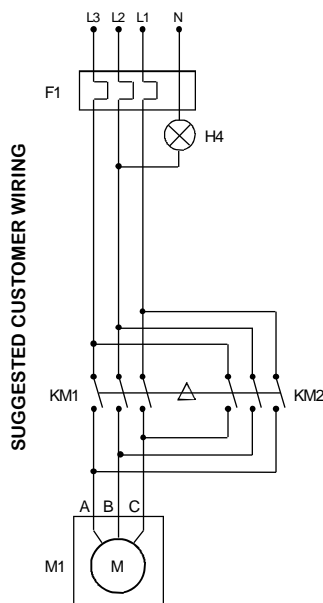 L3 L2 L1 N
F1
H4
SUGGESTED CUSTOMER WIRING
KM1 KM2
A B C
M1 M